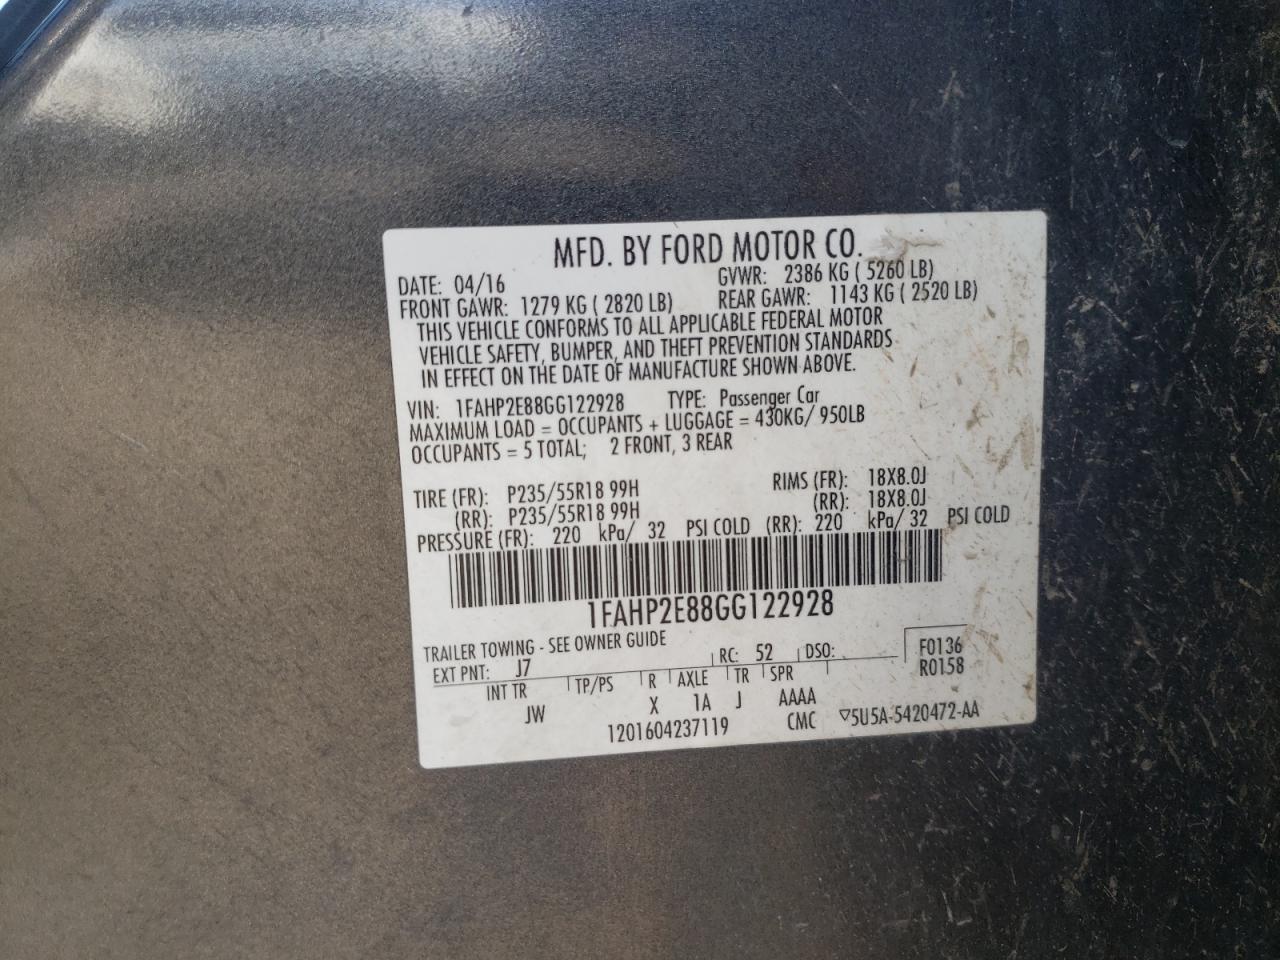 MFD. BY FORD MOTOR CO.
DATE: 04/16 GVWR: 2386 KG ( 5260 LB)
FRONT GAWR: 1279 KG ( 2820 LB) REAR GAWR: 1143 KG ( 2520 LB)
THIS VEHICLE CONFORMS TO ALL APPLICABLE FEDERAL MOTOR
VEHICLE SAFETY, BUMPER, AND THEFT PREVENTION STANDARDS
IN EFFECT ON THE DATE OF MANUFACTURE SHOWN ABOVE.
VIN: 1FAHP2E88GG122928 TYPE: Passenger Car
MAXIMUM LOAD = OCCUPANTS + LUGGAGE = 430KG/ 950LB
OCCUPANTS = 5 TOTAL; 2 FRONT, 3 REAR
TIRE (FR): P235/55R18 99H RIMS (FR): 18X8.0J
(RR): P235/55R18 99H (RR): 18X8.0J
PRESSURE (FR): 220 kPa/ 32 PSI COLD (RR): 220 kPa/ 32 PSI COLD
1FAHP2E88GG122928
TRAILER TOWING - SEE OWNER GUIDE
EXT PNT: J7 RC: 52 DSO: F0136
R0158
INT TR TP/PS R AXLE TR SPR
JW X 1A J AAAA
1201604237119 CMC ▽5U5A-5420472-AA